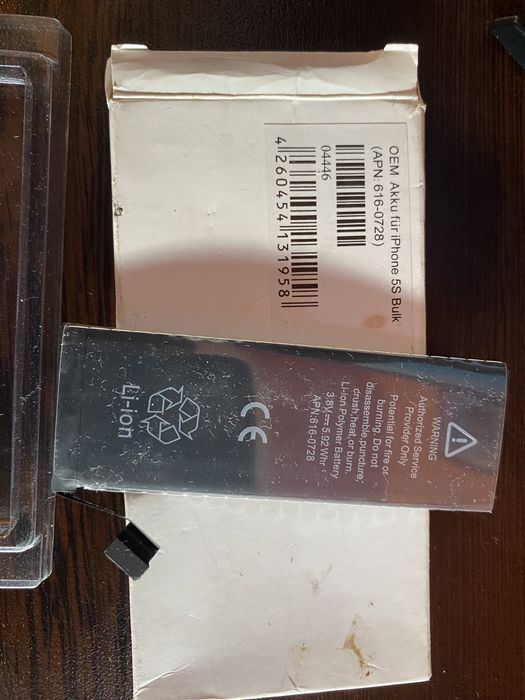 OEM Akku für iPhone 5S Bulk
(APN: 616-0728)
04446
4 260454 131958
WARNING
Authorized Service
Provider Only
Potential for fire or
burning. Do not
disassemble,puncture,
crush,heat,or burn.
Li-ion Polymer Battery
3.8V 5.92 Whr
APN:616-0728
CE
Li-ion